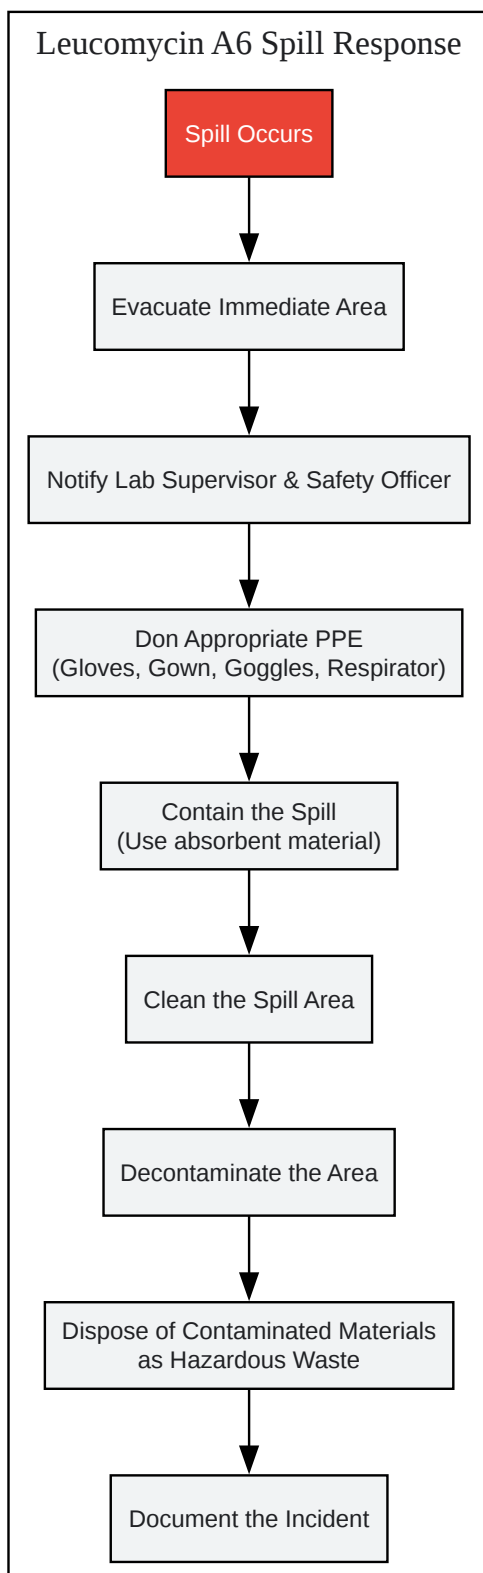 Leucomycin A6 Spill Response
Spill Occurs
Evacuate Immediate Area
Notify Lab Supervisor & Safety Officer
Don Appropriate PPE
(Gloves, Gown, Goggles, Respirator)
Contain the Spill
(Use absorbent material)
Clean the Spill Area
Decontaminate the Area
Dispose of Contaminated Materials
as Hazardous Waste
Document the Incident